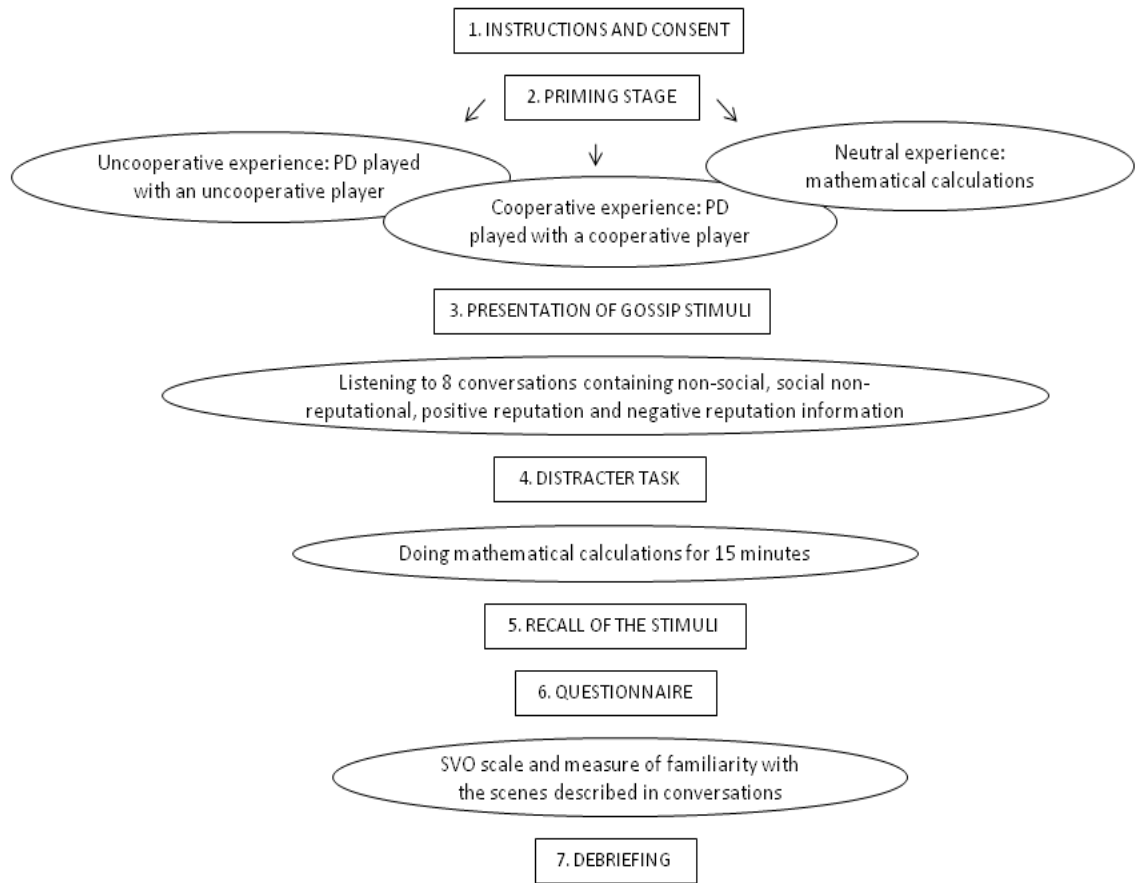 1. INSTRUCTIONS AND CONSENT
2. PRIMING STAGE
Uncooperative experience: PD played
with an uncooperative player
Cooperative experience: PD
played with a cooperative player
Neutral experience:
mathematical calculations
3. PRESENTATION OF GOSSIP STIMULI
Listening to 8 conversations containing non-social, social non-
reputational, positive reputation and negative reputation information
4. DISTRACTER TASK
Doing mathematical calculations for 15 minutes
5. RECALL OF THE STIMULI
6. QUESTIONNAIRE
SVO scale and measure of familiarity with
the scenes described in conversations
7. DEBRIEFING